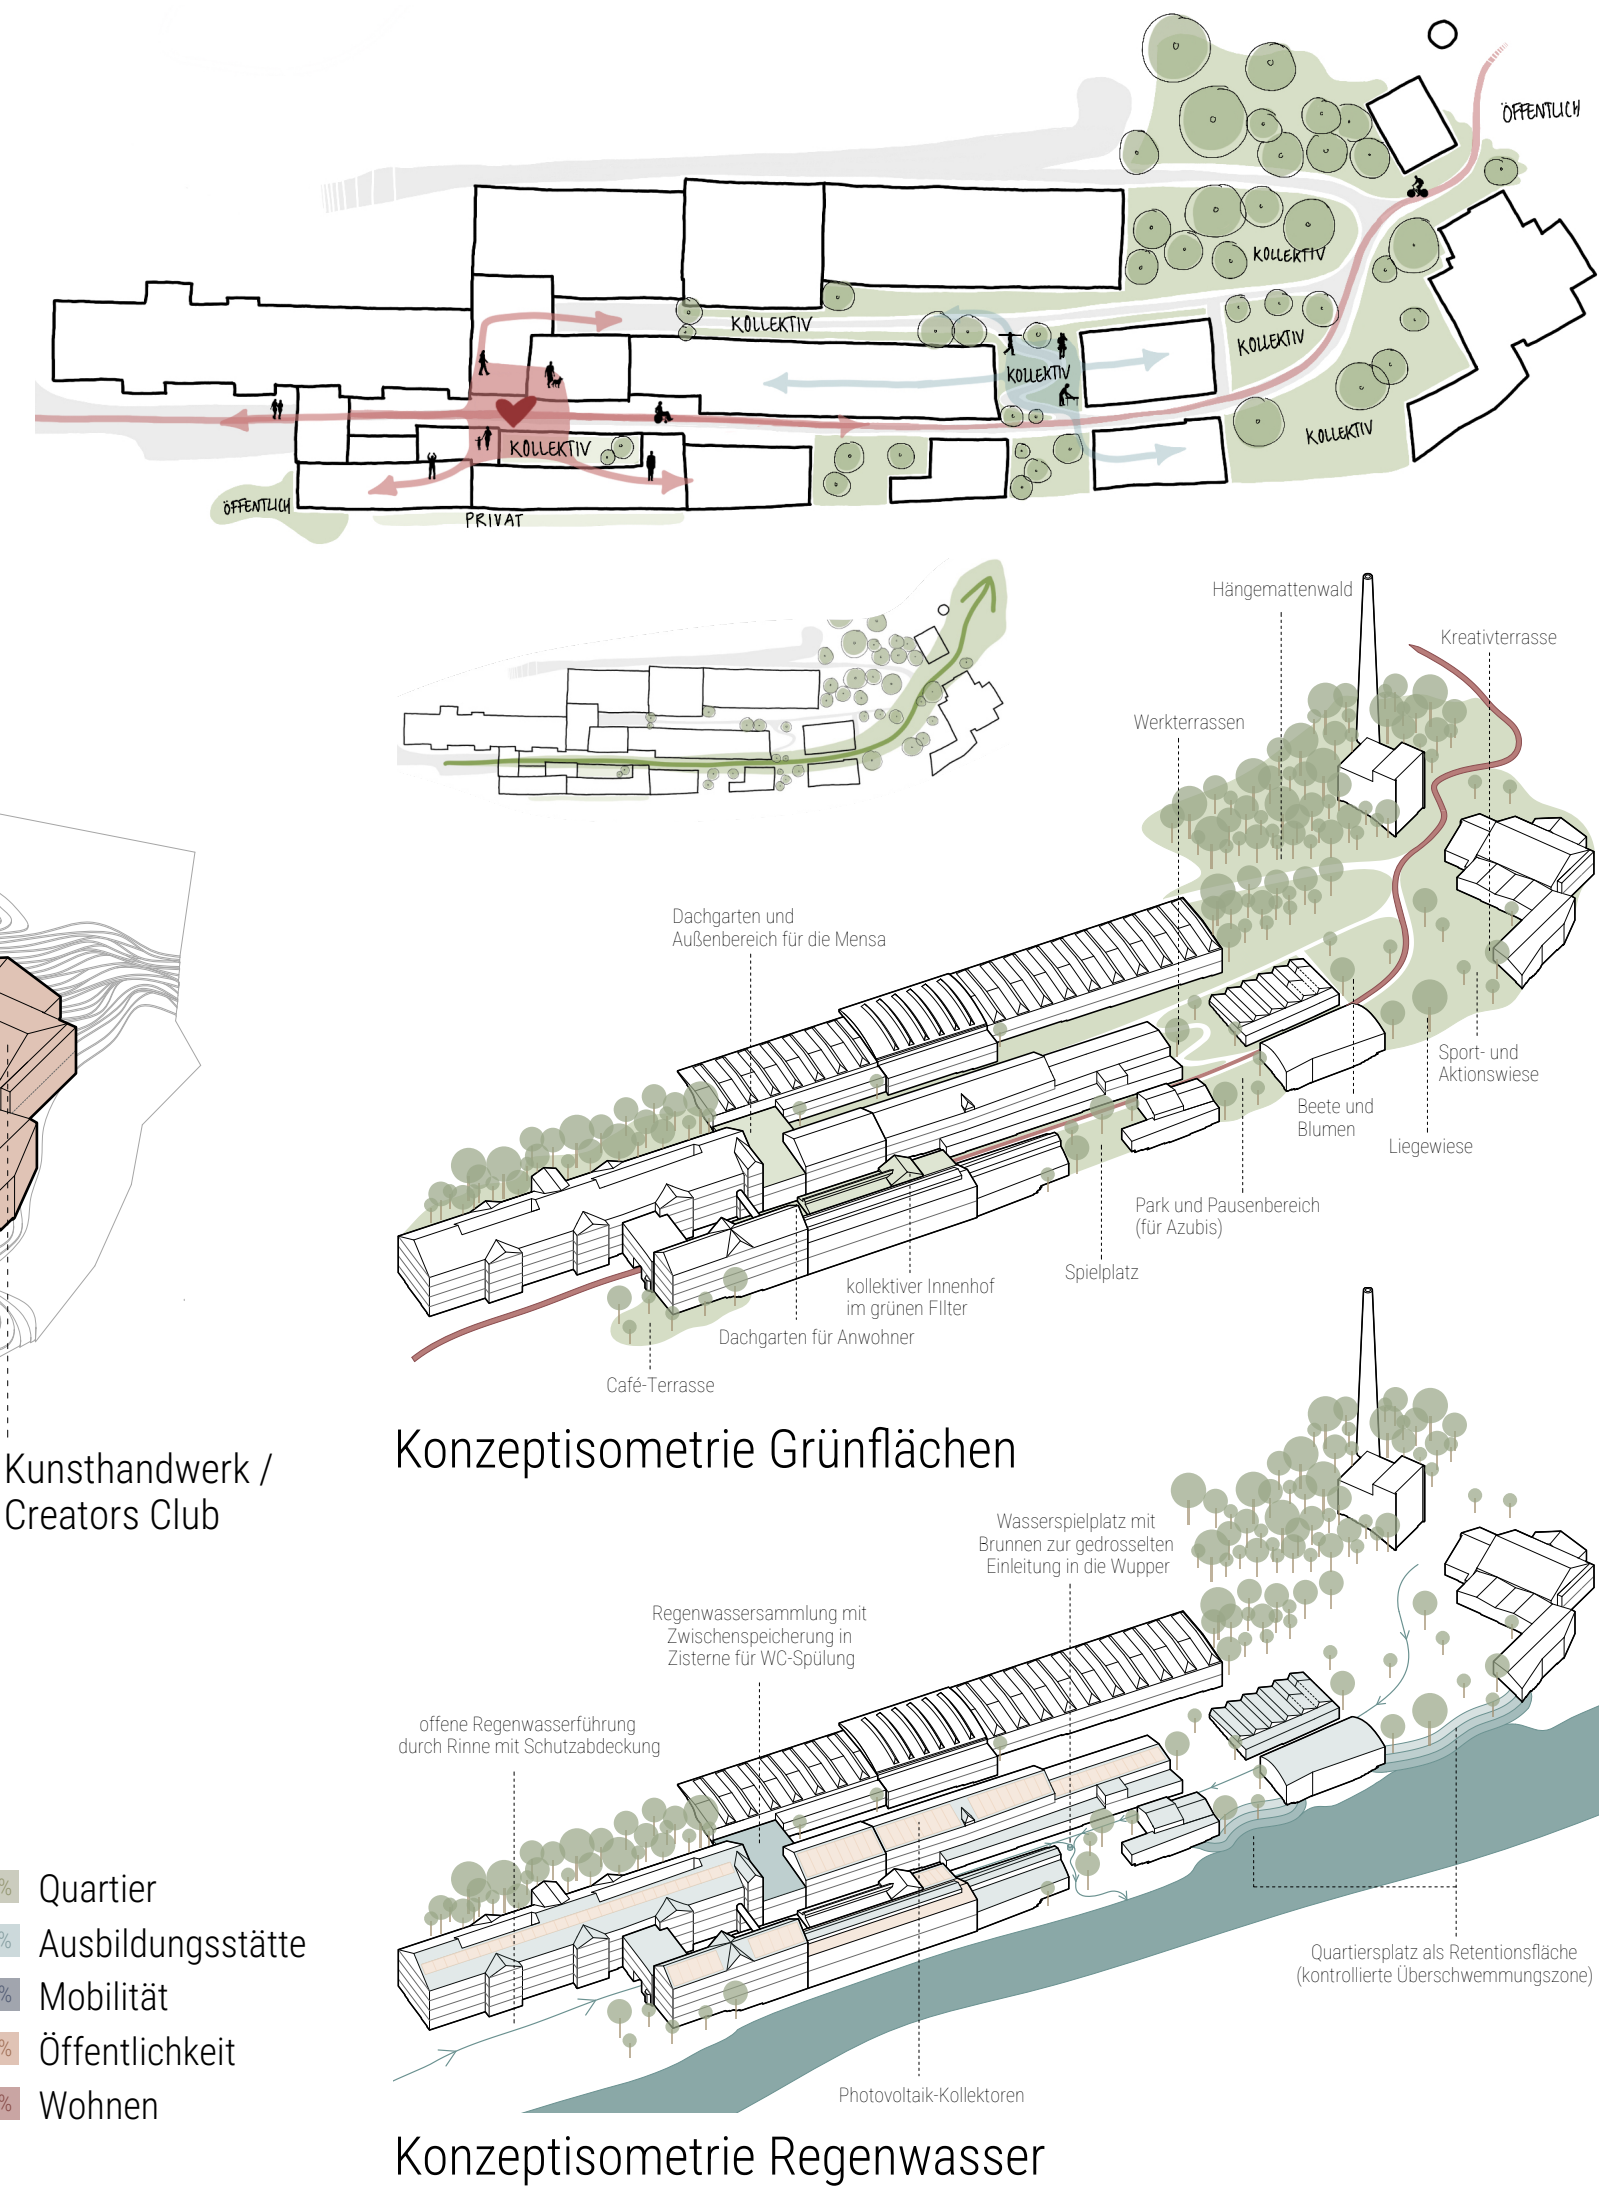 ÖFFENTLICH
KOLLEKTIV
KOLLEKTIV
KOLLEKTIV
KOLLEKTIV
KOLLEKTIV
KOLLEKTIV
ÖFFENTLICH
PRIVAT
Hängemattenwald
Kreativterrasse
Werkterrassen
Dachgarten und
Außenbereich für die Mensa
Sport- und
Aktionswiese
Beete und
Blumen
Liegewiese
Park und Pausenbereich
(für Azubis)
Spielplatz
kollektiver Innenhof
im grünen FIlter
Dachgarten für Anwohner
Café-Terrasse
Konzeptisometrie Grünflächen
Kunsthandwerk /
Creators Club
Wasserspielplatz mit
Brunnen zur gedrosselten
Einleitung in die Wupper
Regenwassersammlung mit
Zwischenspeicherung in
Zisterne für WC-Spülung
offene Regenwasserführung
durch Rinne mit Schutzabdeckung
% Quartier
% Ausbildungsstätte
% Mobilität
% Öffentlichkeit
% Wohnen
Quartiersplatz als Retentionsfläche
(kontrollierte Überschwemmungszone)
Photovoltaik-Kollektoren
Konzeptisometrie Regenwasser